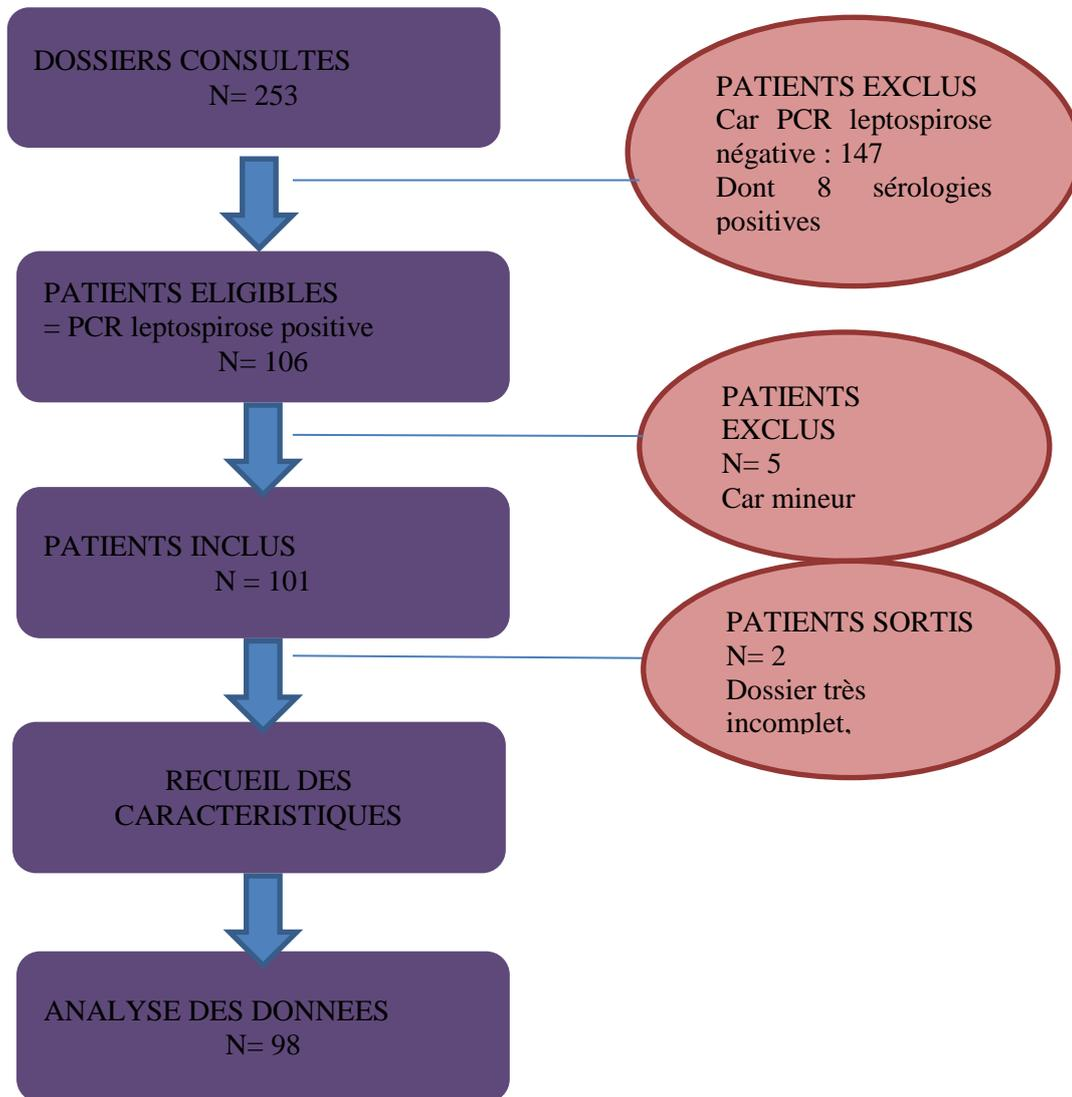 DOSSIERS CONSULTES
N= 253
PATIENTS EXCLUS
Car PCR leptospirose
négative : 147
Dont 8 sérologies
positives
PATIENTS ELIGIBLES
= PCR leptospirose positive
N= 106
PATIENTS
EXCLUS
N= 5
Car mineur
PATIENTS INCLUS
N = 101
PATIENTS SORTIS
N= 2
Dossier très
incomplet,
RECUEIL DES
CARACTERISTIQUES
ANALYSE DES DONNEES
N= 98